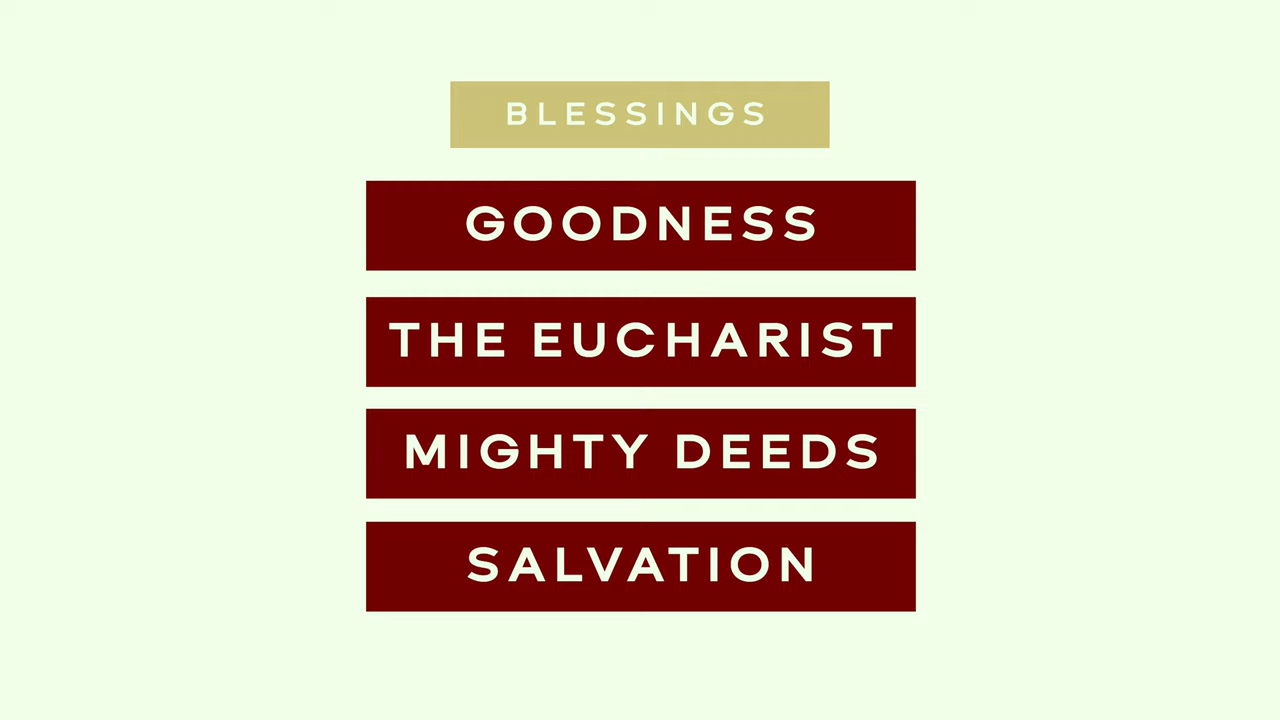 BLESSINGS
GOODNESS
THE EUCHARIST
MIGHTY DEEDS
SALVATION